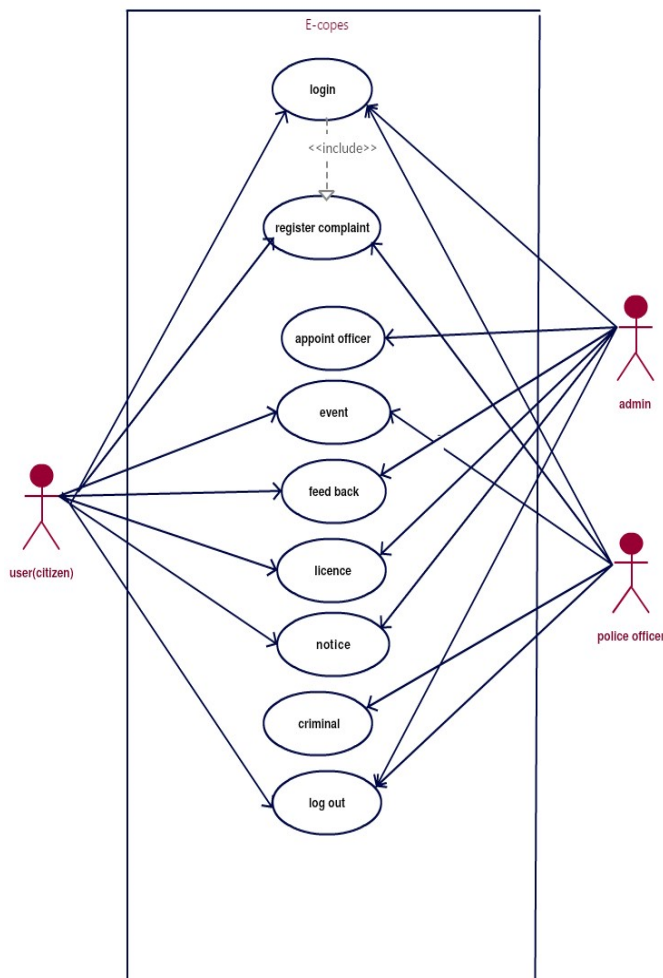 E-copes
login
<<include>>
register complaint
appoint officer
admin
event
feed back
user(citizen)
licence
police officer
notice
criminal
log out